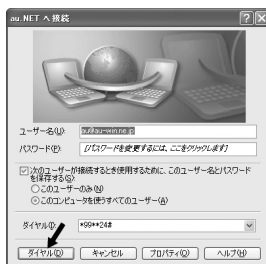 au.NET へ接続
ユーザー名(U):
au@au-win.ne.jp
パスワード(P):
[パスワードを変更するには、ここをクリックします]
次のユーザーが接続するとき使用するために、このユーザー名とパスワード
を保存する(S):
このユーザーのみ(N)
このコンピュータを使うすべてのユーザー(A)
ダイヤル(I):
*99**24#
ダイヤル(D)
キャンセル
プロパティ(O)
ヘルプ(H)